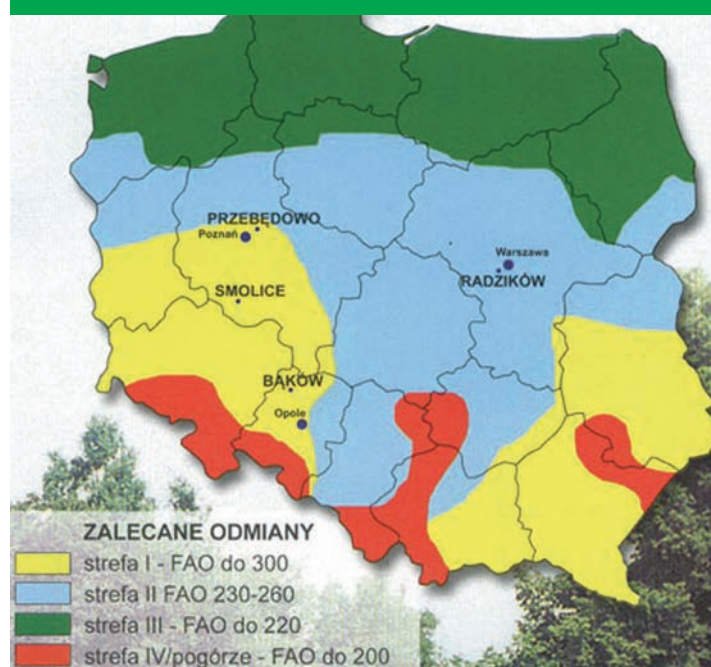 PRZEBĘDOWO
Poznań
Warszawa
RADZIKÓW
SMOLICE
BĄKÓW
Opole
ZALECANE ODMIANY
strefa I - FAO do 300
strefa II FAO 230-260
strefa III - FAO do 220
strefa IV/pogórze - FAO do 200